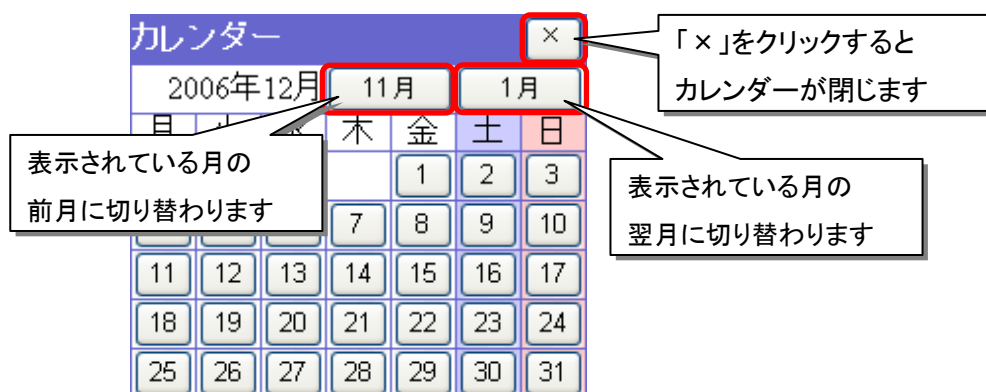 カレンダー ×
「×」をクリックすると
カレンダーが閉じます
2006年12月 11月 1月
木 金 土 日
表示されている月の
前月に切り替わります
表示されている月の
翌月に切り替わります
1 2 3
7 8 9 10
11 12 13 14 15 16 17
18 19 20 21 22 23 24
25 26 27 28 29 30 31